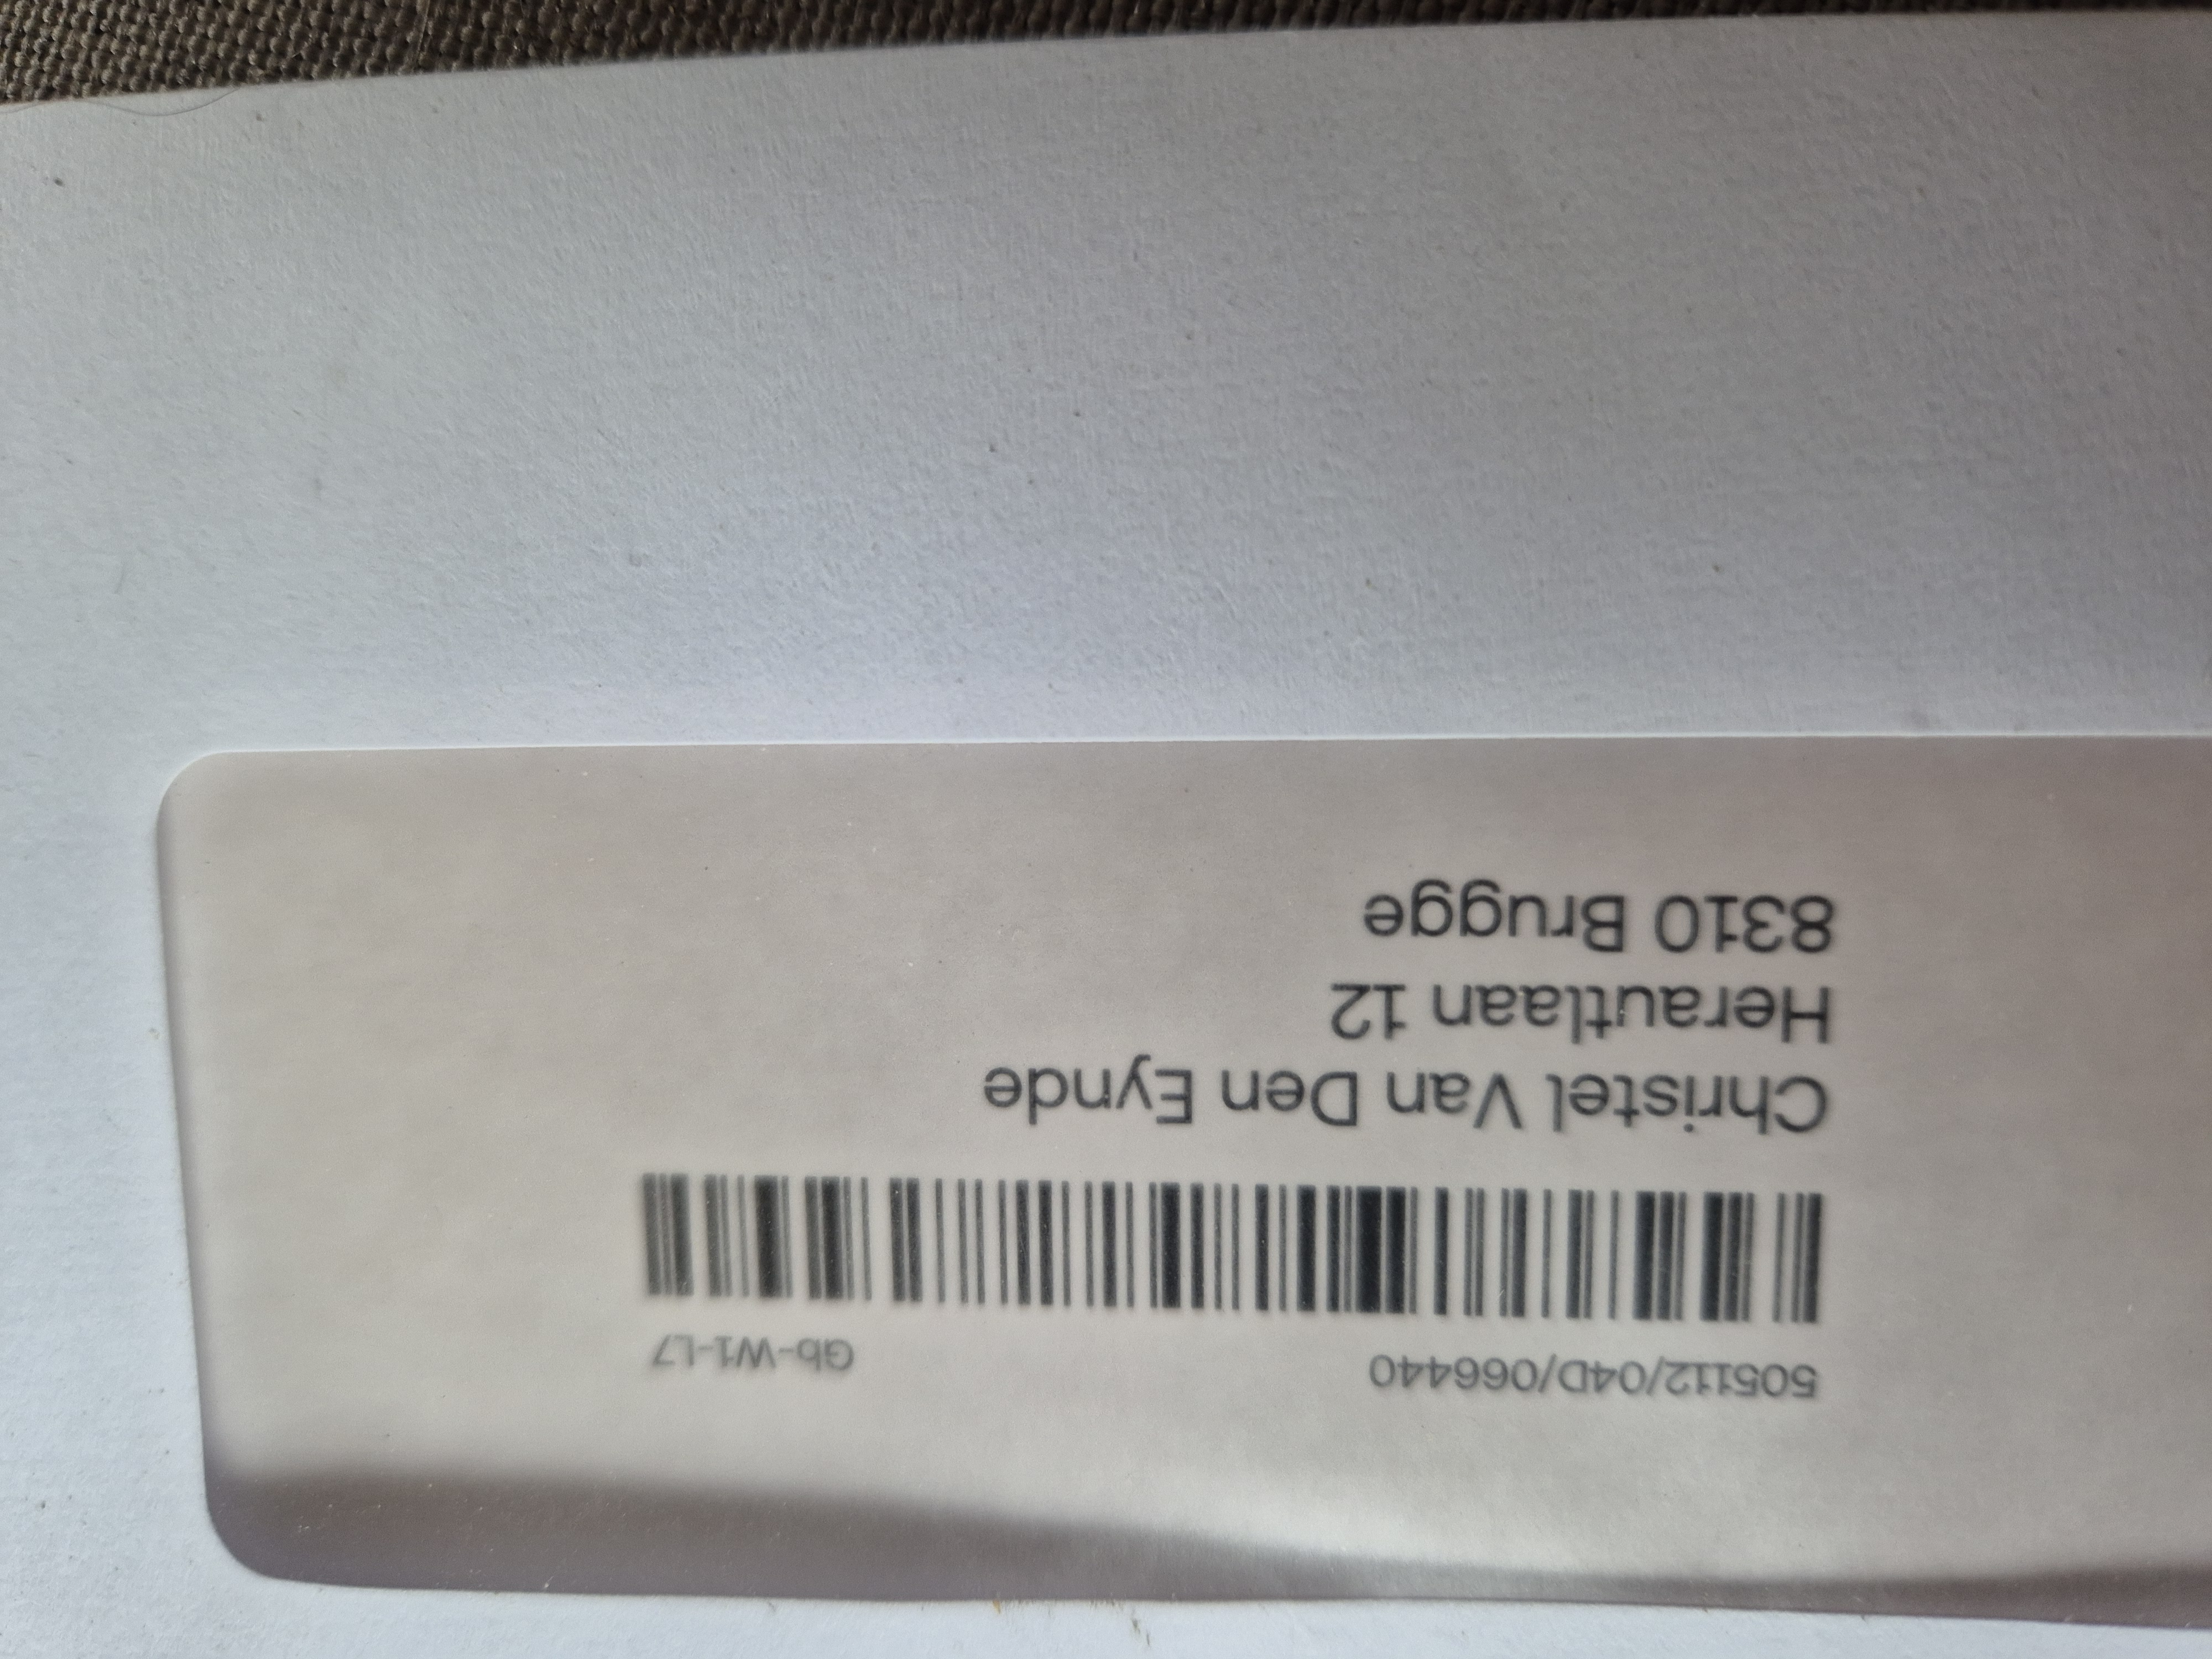 505112/04D/066440 Gb-W1-L7
Christel Van Den Eynde
Herautlaan 12
8310 Brugge